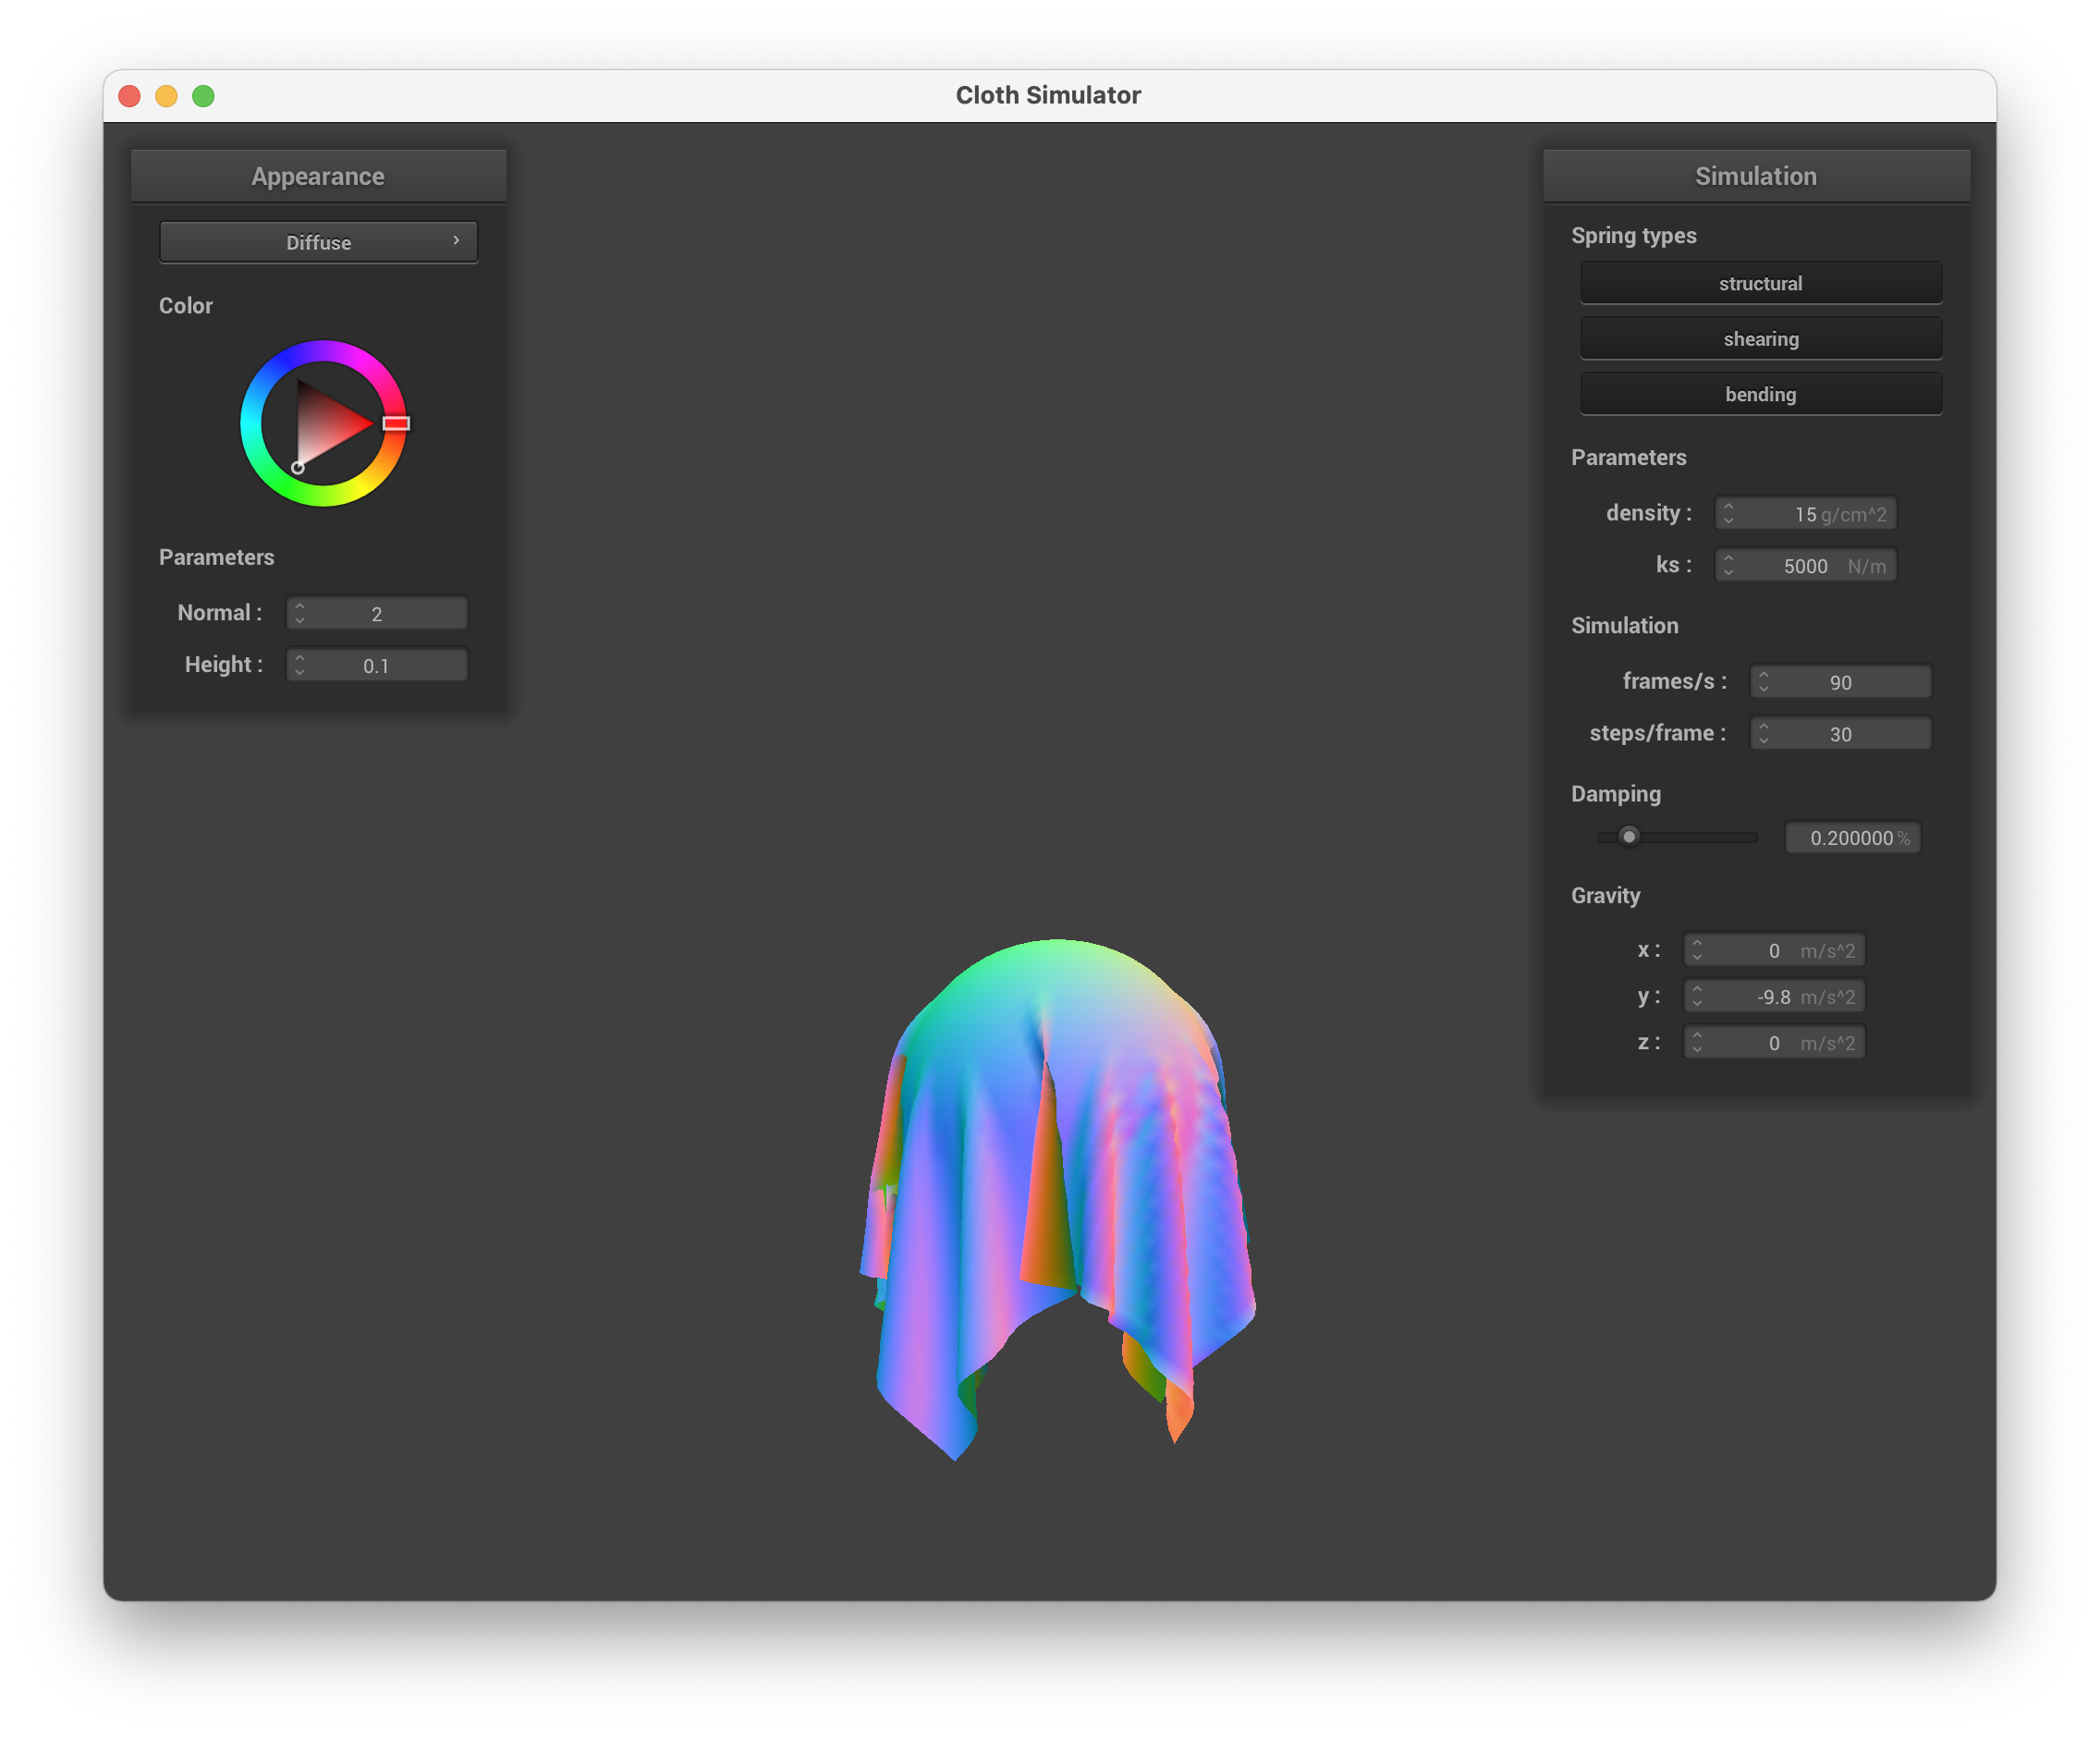 Cloth Simulator
Appearance
Diffuse
Color
Parameters
Normal : 2
Height : 0.1
Simulation
Spring types
structural
shearing
bending
Parameters
density : 15 g/cm^2
ks : 5000 N/m
Simulation
frames/s : 90
steps/frame : 30
Damping
0.200000 %
Gravity
x : 0 m/s^2
y : -9.8 m/s^2
z : 0 m/s^2